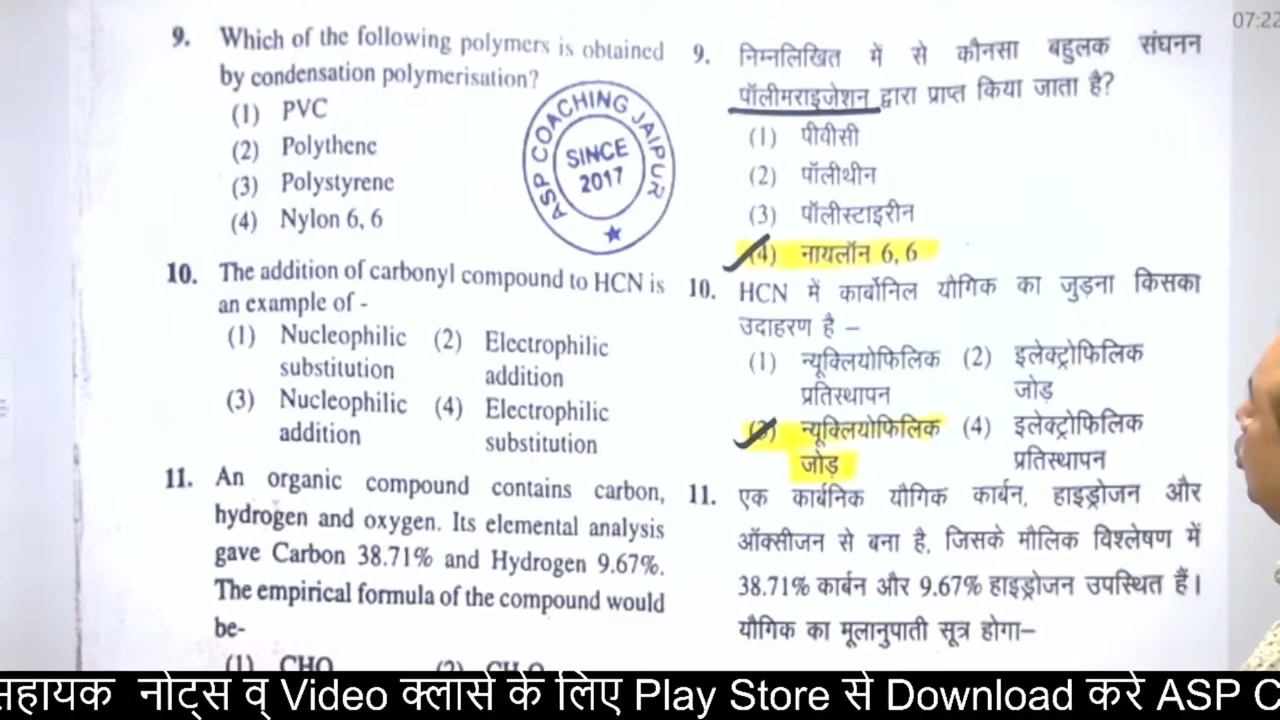 07:22
9. Which of the following polymers is obtained
by condensation polymerisation?
(1) PVC
(2) Polythene
(3) Polystyrene
(4) Nylon 6, 6
10. The addition of carbonyl compound to HCN is
an example of -
(1) Nucleophilic substitution (2) Electrophilic addition
(3) Nucleophilic addition (4) Electrophilic substitution
11. An organic compound contains carbon,
hydrogen and oxygen. Its elemental analysis
gave Carbon 38.71% and Hydrogen 9.67%.
The empirical formula of the compound would
be-
(1) CHO (2) CH₂O
ASP COACHING JAIPUR
SINCE
2017
9. निम्नलिखित में से कौनसा बहुलक संघनन
पॉलीमराइजेशन द्वारा प्राप्त किया जाता है?
(1) पीवीसी
(2) पॉलीथीन
(3) पॉलीस्टाइरीन
(4) नायलॉन 6, 6
10. HCN में कार्बोनिल यौगिक का जुड़ना किसका
उदाहरण है –
(1) न्यूक्लियोफिलिक प्रतिस्थापन (2) इलेक्ट्रोफिलिक जोड़
(3) न्यूक्लियोफिलिक जोड़ (4) इलेक्ट्रोफिलिक प्रतिस्थापन
11. एक कार्बनिक यौगिक कार्बन, हाइड्रोजन और
ऑक्सीजन से बना है, जिसके मौलिक विश्लेषण में
38.71% कार्बन और 9.67% हाइड्रोजन उपस्थित हैं।
यौगिक का मूलानुपाती सूत्र होगा–
सहायक नोट्स व् Video क्लासे के लिए Play Store से Download करे ASP C